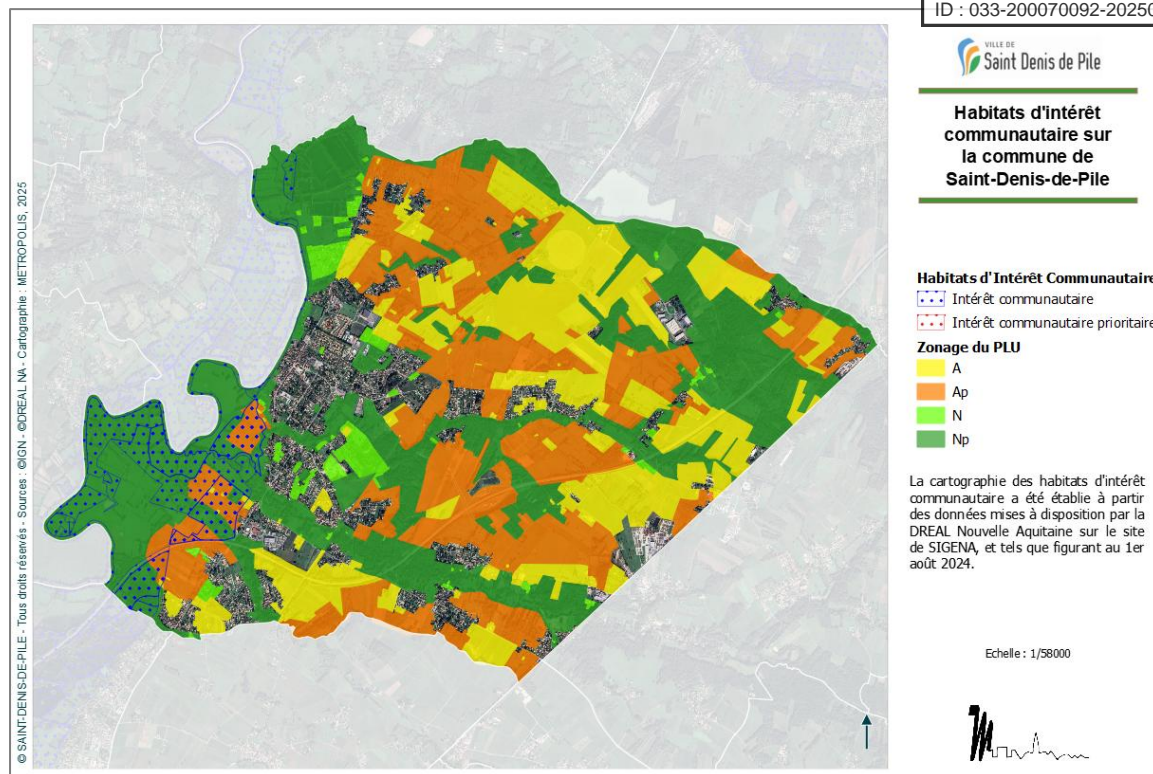 ID : 033-200070092-2025
VILLE DE
Saint Denis de Pile
Habitats d'intérêt
communautaire sur
la commune de
Saint-Denis-de-Pile
Habitats d'Intérêt Communautaire
Intérêt communautaire
Intérêt communautaire prioritaire
Zonage du PLU
A
Ap
N
Np
La cartographie des habitats d'intérêt
communautaire a été établie à partir
des données mises à disposition par la
DREAL Nouvelle Aquitaine sur le site
de SIGENA, et tels que figurant au 1er
août 2024.
Echelle : 1/58000
© SAINT-DENIS-DE-PILE - Tous droits réservés - Sources : ©IGN - ©DREAL NA - Cartographie : METROPOLIS, 2025